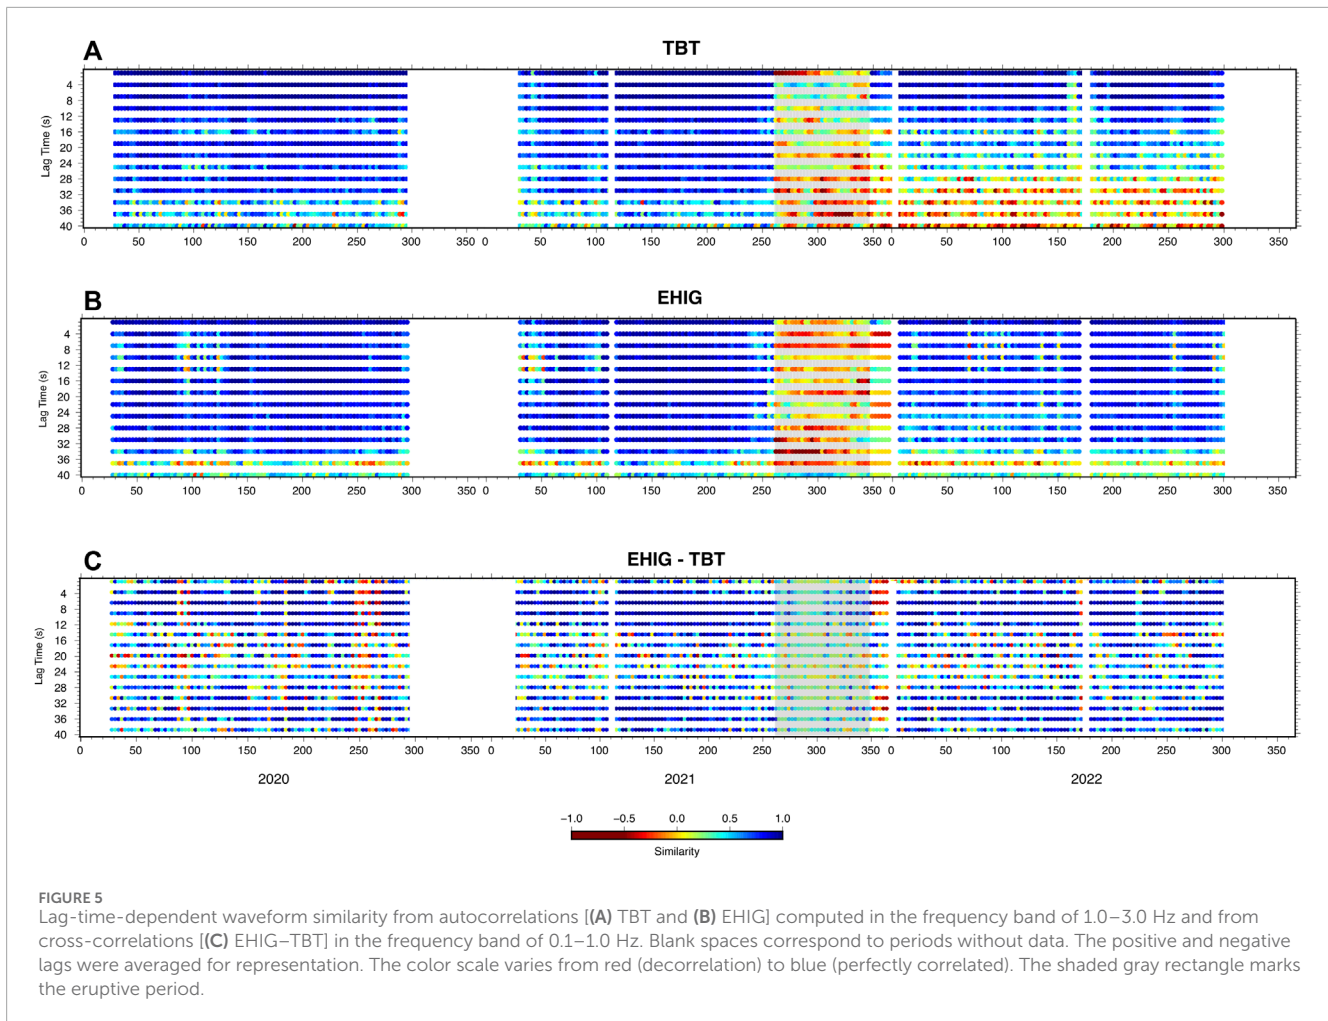 A
TBT
Lag Time (s)
4
8
12
16
20
24
28
32
36
40
0 50 100 150 200 250 300 350 0 50 100 150 200 250 300 350 0 50 100 150 200 250 300 350
B
EHIG
Lag Time (s)
4
8
12
16
20
24
28
32
36
40
0 50 100 150 200 250 300 350 0 50 100 150 200 250 300 350 0 50 100 150 200 250 300 350
C
EHIG - TBT
Lag Time (s)
4
8
12
16
20
24
28
32
36
40
0 50 100 150 200 250 300 350 0 50 100 150 200 250 300 350 0 50 100 150 200 250 300 350
2020 2021 2022
−1.0 −0.5 0.0 0.5 1.0
Similarity
FIGURE 5
Lag-time-dependent waveform similarity from autocorrelations [(A) TBT and (B) EHIG] computed in the frequency band of 1.0–3.0 Hz and from
cross-correlations [(C) EHIG–TBT] in the frequency band of 0.1–1.0 Hz. Blank spaces correspond to periods without data. The positive and negative
lags were averaged for representation. The color scale varies from red (decorrelation) to blue (perfectly correlated). The shaded gray rectangle marks
the eruptive period.